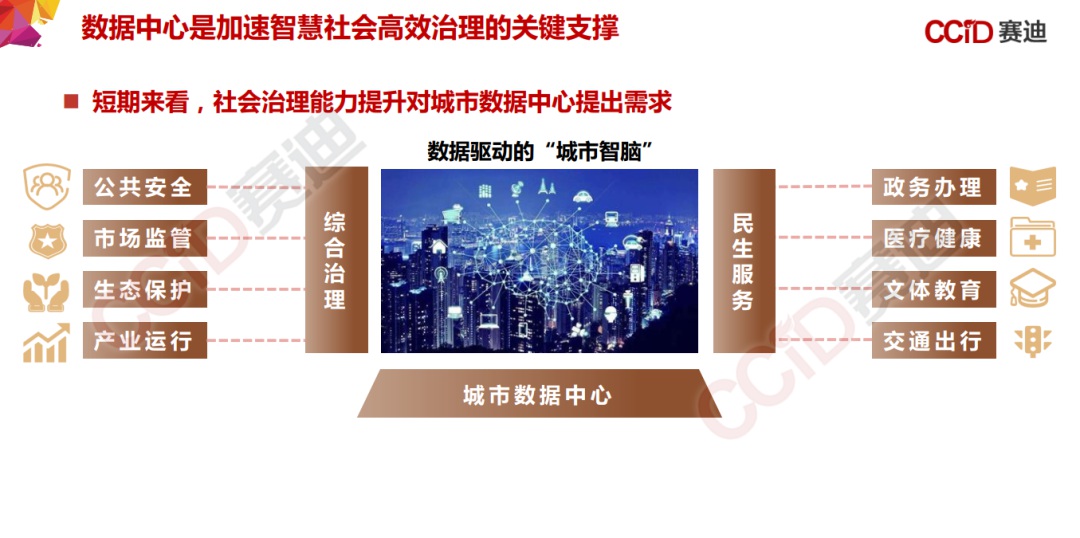 数据中心是加速智慧社会高效治理的关键支撑
CCID 赛迪
短期来看，社会治理能力提升对城市数据中心提出需求
数据驱动的“城市智脑”
公共安全
市场监管
生态保护
产业运行
综合治理
民生服务
政务办理
医疗健康
文体教育
交通出行
城市数据中心
CCID赛迪
CCID赛迪